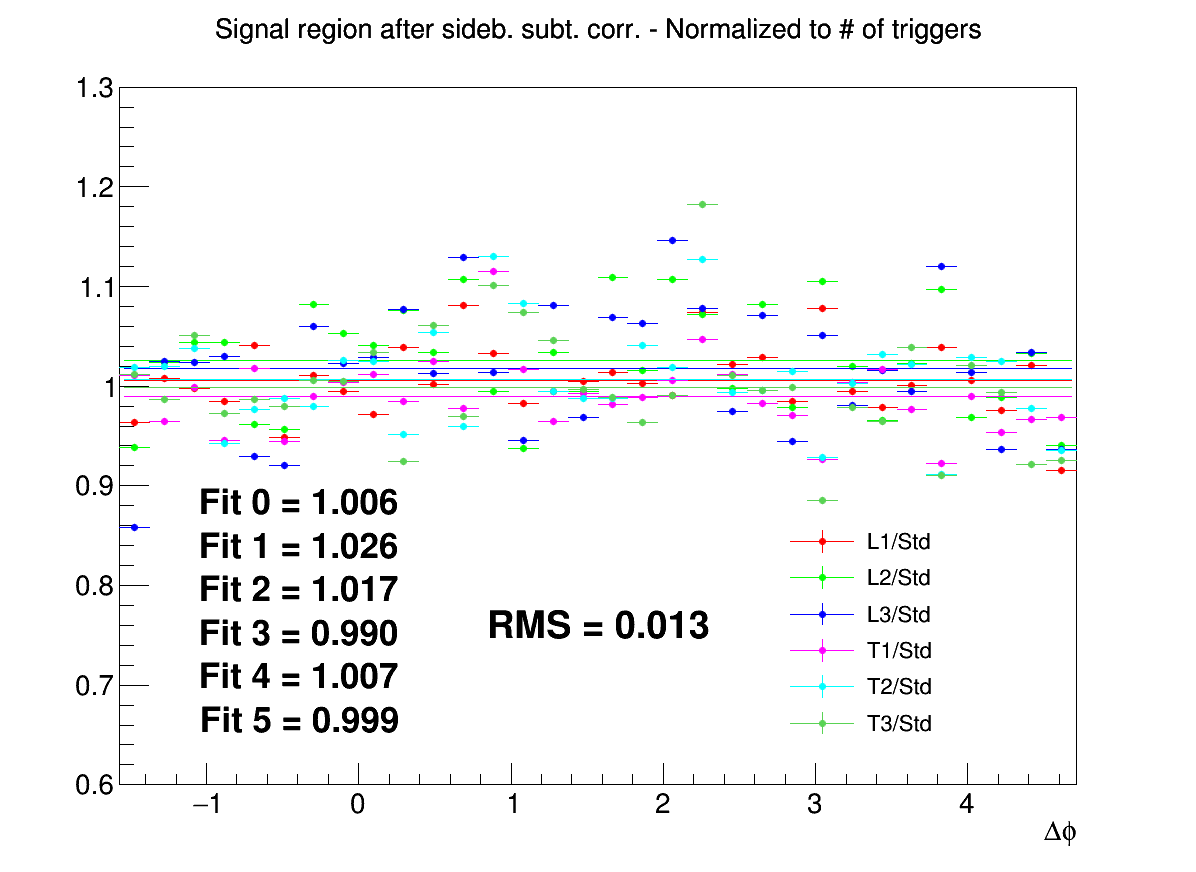 Signal region after sideb. subt. corr. - Normalized to # of triggers
1.3
1.2
1.1
1
0.9
0.8
0.7
0.6
Fit 0 = 1.006
Fit 1 = 1.026
Fit 2 = 1.017
Fit 3 = 0.990
Fit 4 = 1.007
Fit 5 = 0.999
RMS = 0.013
L1/Std
L2/Std
L3/Std
T1/Std
T2/Std
T3/Std
−1 0 1 2 3 4
Δϕ